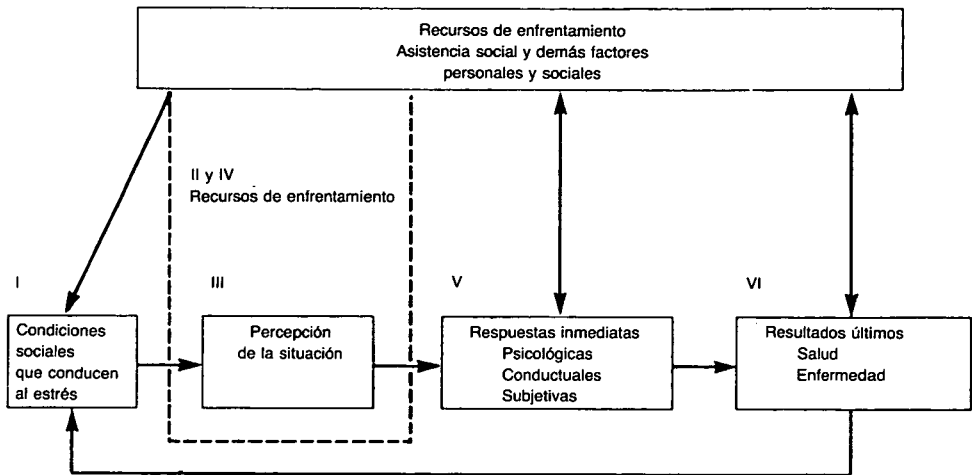 Recursos de enfrentamiento
Asistencia social y demás factores
personales y sociales
II y IV
Recursos de enfrentamiento
I
III
V
VI
Condiciones
sociales
que conducen
al estrés
Percepción
de la situación
Respuestas inmediatas
Psicológicas
Conductuales
Subjetivas
Resultados últimos
Salud
Enfermedad